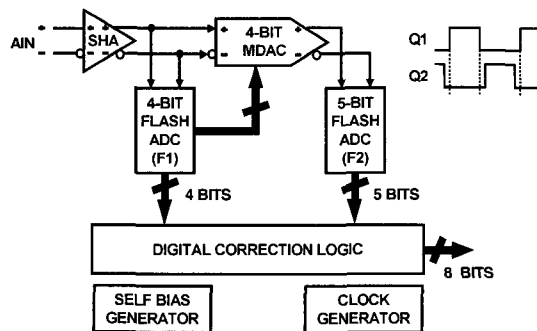 AIN
SHA
4-BIT
MDAC
Q1
Q2
4-BIT
FLASH
ADC
(F1)
5-BIT
FLASH
ADC
(F2)
4 BITS
5 BITS
DIGITAL CORRECTION LOGIC
8 BITS
SELF BIAS
GENERATOR
CLOCK
GENERATOR